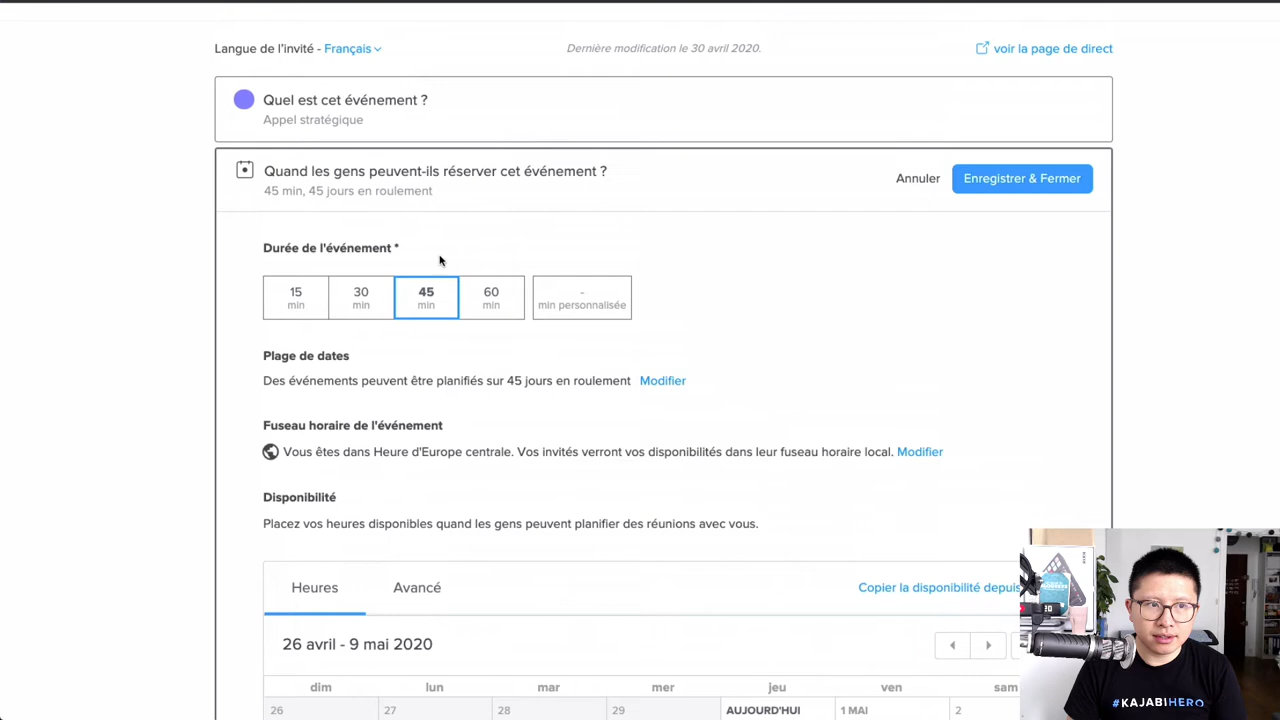 Langue de l'invité - Français
Dernière modification le 30 avril 2020.
voir la page de direct
Quel est cet événement ?
Appel stratégique
Quand les gens peuvent-ils réserver cet événement ?
45 min, 45 jours en roulement
Annuler
Enregistrer & Fermer
Durée de l'événement *
15 min
30 min
45 min
60 min
- min personnalisée
Plage de dates
Des événements peuvent être planifiés sur 45 jours en roulement Modifier
Fuseau horaire de l'événement
Vous êtes dans Heure d'Europe centrale. Vos invités verront vos disponibilités dans leur fuseau horaire local. Modifier
Disponibilité
Placez vos heures disponibles quand les gens peuvent planifier des réunions avec vous.
Heures
Avancé
Copier la disponibilité depuis
26 avril - 9 mai 2020
dim lun mar mer jeu ven sam
26 27 28 29 AUJOURD'HUI 1 MAI 2
#KAJABIHERO